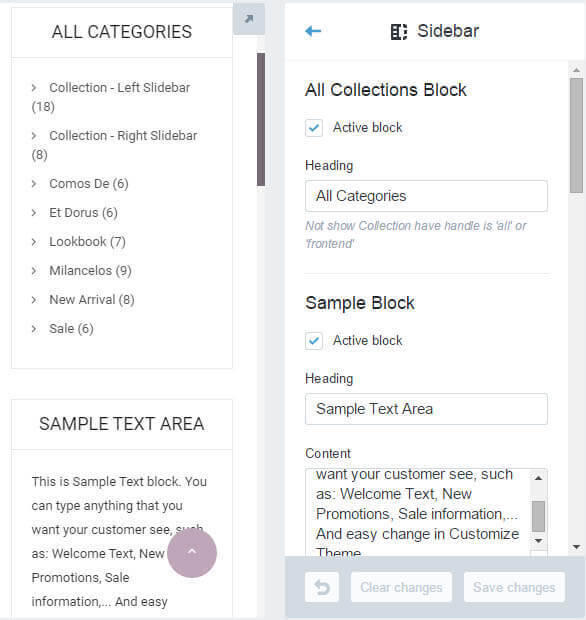 ALL CATEGORIES
Collection - Left Slidebar
(18)
Collection - Right Slidebar
(8)
Comos De (6)
Et Dorus (6)
Lookbook (7)
Milancelos (9)
New Arrival (8)
Sale (6)
SAMPLE TEXT AREA
This is Sample Text block. You
can type anything that you
want your customer see, such
as: Welcome Text, New
Promotions, Sale
information,... And easy
Sidebar
All Collections Block
Active block
Heading
All Categories
Not show Collection have handle is 'all' or
'frontend'
Sample Block
Active block
Heading
Sample Text Area
Content
want your customer see, such
as: Welcome Text, New
Promotions, Sale information,...
And easy change in Customize
Theme
Clear changes
Save changes